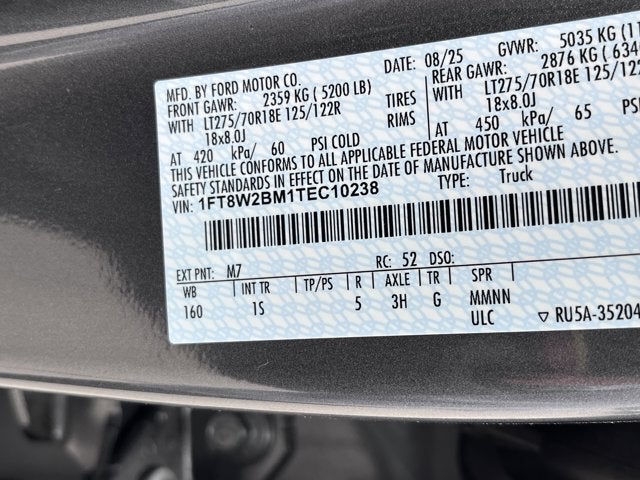 MFD. BY FORD MOTOR CO.
DATE: 08/25
GVWR: 5035 KG
FRONT GAWR: 2359 KG ( 5200 LB)
REAR GAWR: 2876 KG
WITH LT275/70R18E 125/122R TIRES
WITH LT275/70R18E 125/122
18x8.0J RIMS
18x8.0J
AT 420 kPa/ 60 PSI COLD
AT 450 kPa/ 65 PSI
THIS VEHICLE CONFORMS TO ALL APPLICABLE FEDERAL MOTOR VEHICLE
SAFETY STANDARDS IN EFFECT ON THE DATE OF MANUFACTURE SHOWN ABOVE.
VIN: 1FT8W2BM1TEC10238
TYPE: Truck
EXT PNT: M7 RC: 52 DSO:
WB INT TR TP/PS R AXLE TR SPR
160 1S 5 3H G MMNN
ULC
RU5A-35204